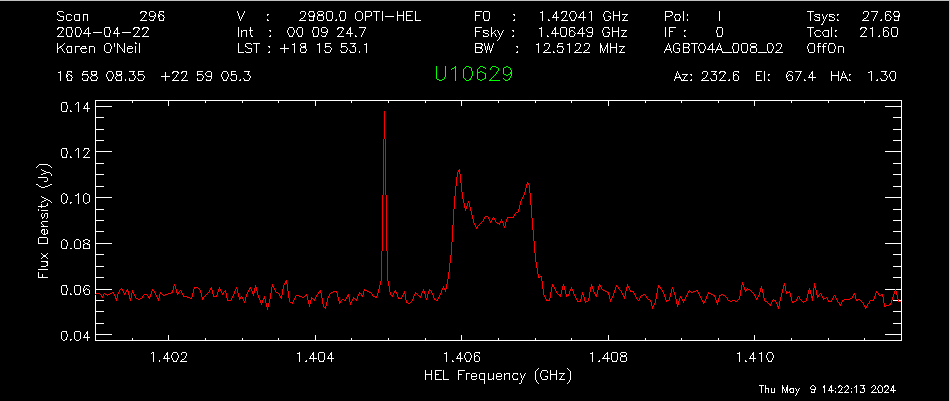 Scan 296 V : 2980.0 OPTI-HEL F0 : 1.42041 GHz Pol: I Tsys: 27.69
2004-04-22 Int : 00 09 24.7 Fsky : 1.40649 GHz IF : 0 Tcal: 21.60
Karen O'Neil LST : +18 15 53.1 BW : 12.5122 MHz AGBT04A_008_02 OffOn
16 58 08.35 +22 59 05.3 U10629 Az: 232.6 El: 67.4 HA: 1.30
0.14
0.12
0.10
0.08
0.06
0.04
Flux Density (Jy)
1.402 1.404 1.406 1.408 1.410
HEL Frequency (GHz)
Thu May 9 14:22:13 2024